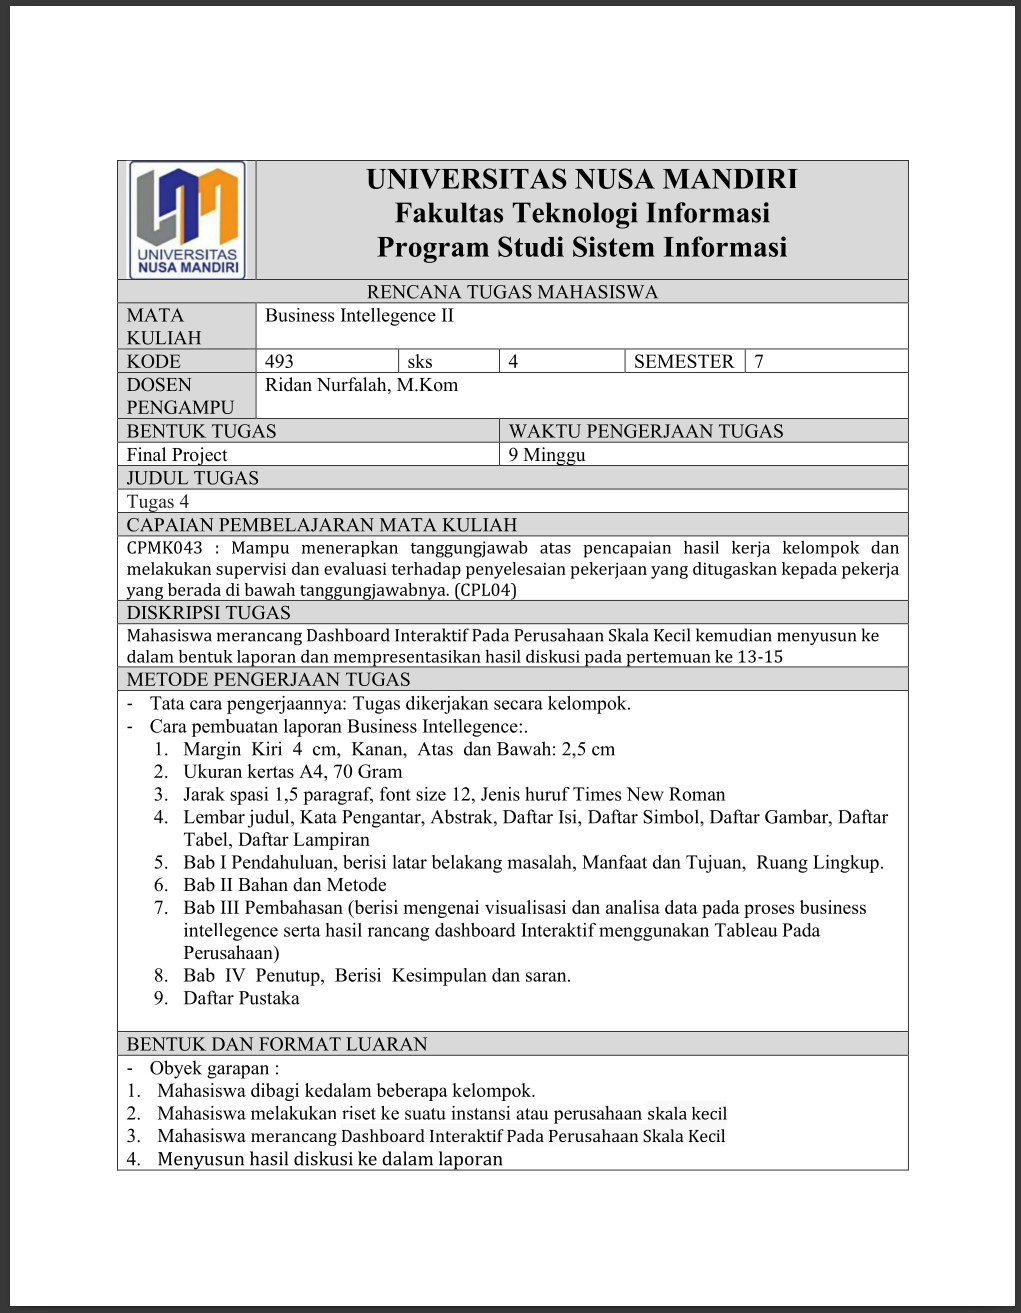 UNIVERSITAS NUSA MANDIRI
UNIVERSITAS NUSA MANDIRI
Fakultas Teknologi Informasi
Program Studi Sistem Informasi
RENCANA TUGAS MAHASISWA
MATA KULIAH Business Intellegence II
KODE 493 sks 4 SEMESTER 7
DOSEN PENGAMPU Ridan Nurfalah, M.Kom
BENTUK TUGAS WAKTU PENGERJAAN TUGAS
Final Project 9 Minggu
JUDUL TUGAS
Tugas 4
CAPAIAN PEMBELAJARAN MATA KULIAH
CPMK043 : Mampu menerapkan tanggungjawab atas pencapaian hasil kerja kelompok dan
melakukan supervisi dan evaluasi terhadap penyelesaian pekerjaan yang ditugaskan kepada pekerja
yang berada di bawah tanggungjawabnya. (CPL04)
DISKRIPSI TUGAS
Mahasiswa merancang Dashboard Interaktif Pada Perusahaan Skala Kecil kemudian menyusun ke
dalam bentuk laporan dan mempresentasikan hasil diskusi pada pertemuan ke 13-15
METODE PENGERJAAN TUGAS
- Tata cara pengerjaannya: Tugas dikerjakan secara kelompok.
- Cara pembuatan laporan Business Intellegence:.
1. Margin Kiri 4 cm, Kanan, Atas dan Bawah: 2,5 cm
2. Ukuran kertas A4, 70 Gram
3. Jarak spasi 1,5 paragraf, font size 12, Jenis huruf Times New Roman
4. Lembar judul, Kata Pengantar, Abstrak, Daftar Isi, Daftar Simbol, Daftar Gambar, Daftar
Tabel, Daftar Lampiran
5. Bab I Pendahuluan, berisi latar belakang masalah, Manfaat dan Tujuan, Ruang Lingkup.
6. Bab II Bahan dan Metode
7. Bab III Pembahasan (berisi mengenai visualisasi dan analisa data pada proses business
intellegence serta hasil rancang dashboard Interaktif menggunakan Tableau Pada
Perusahaan)
8. Bab IV Penutup, Berisi Kesimpulan dan saran.
9. Daftar Pustaka
BENTUK DAN FORMAT LUARAN
- Obyek garapan :
1. Mahasiswa dibagi kedalam beberapa kelompok.
2. Mahasiswa melakukan riset ke suatu instansi atau perusahaan skala kecil
3. Mahasiswa merancang Dashboard Interaktif Pada Perusahaan Skala Kecil
4. Menyusun hasil diskusi ke dalam laporan